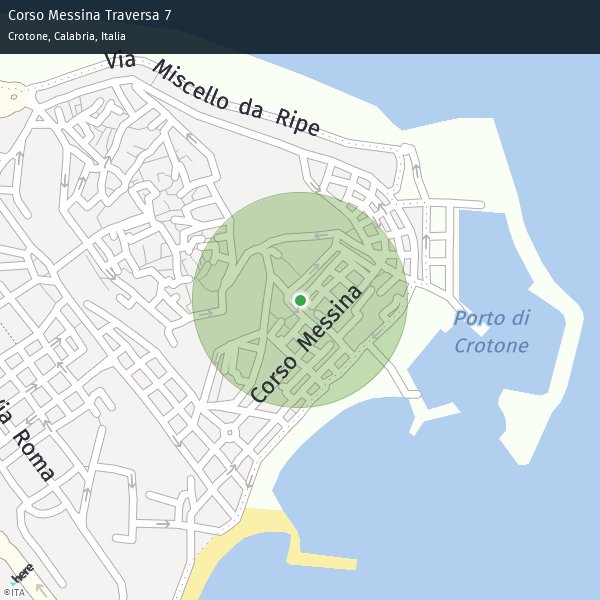 Corso Messina Traversa 7
Crotone, Calabria, Italia
Via Miscello da Ripe
Corso Messina
Porto di
Crotone
Via Roma
here
©ITA